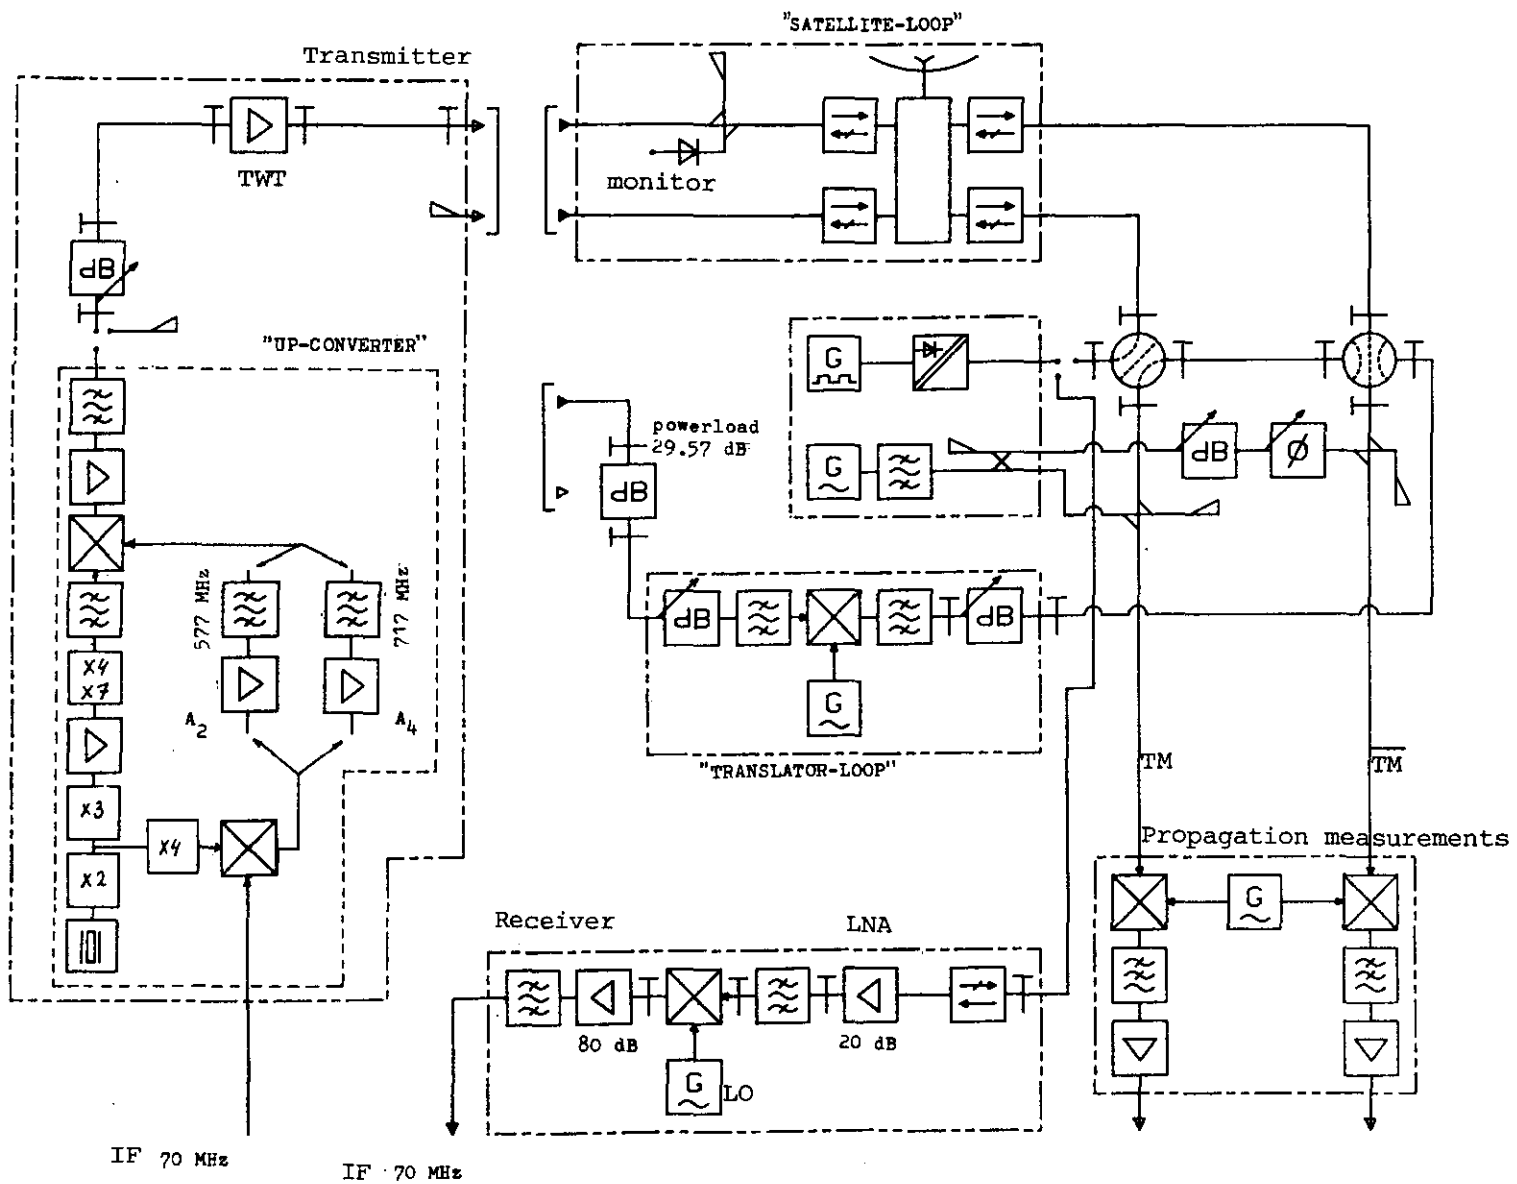 "SATELLITE-LOOP"
Transmitter
TWT
monitor
dB
"UP-CONVERTER"
G
powerload
29.57 dB
dB
G
dB
Ø
577 MHz
717 MHz
dB
dB
X4
X7
G
A2
A4
"TRANSLATOR-LOOP"
TM
TM
X3
X4
X2
Propagation measurements
G
Receiver
LNA
80 dB
20 dB
G
LO
IF 70 MHz
IF 70 MHz